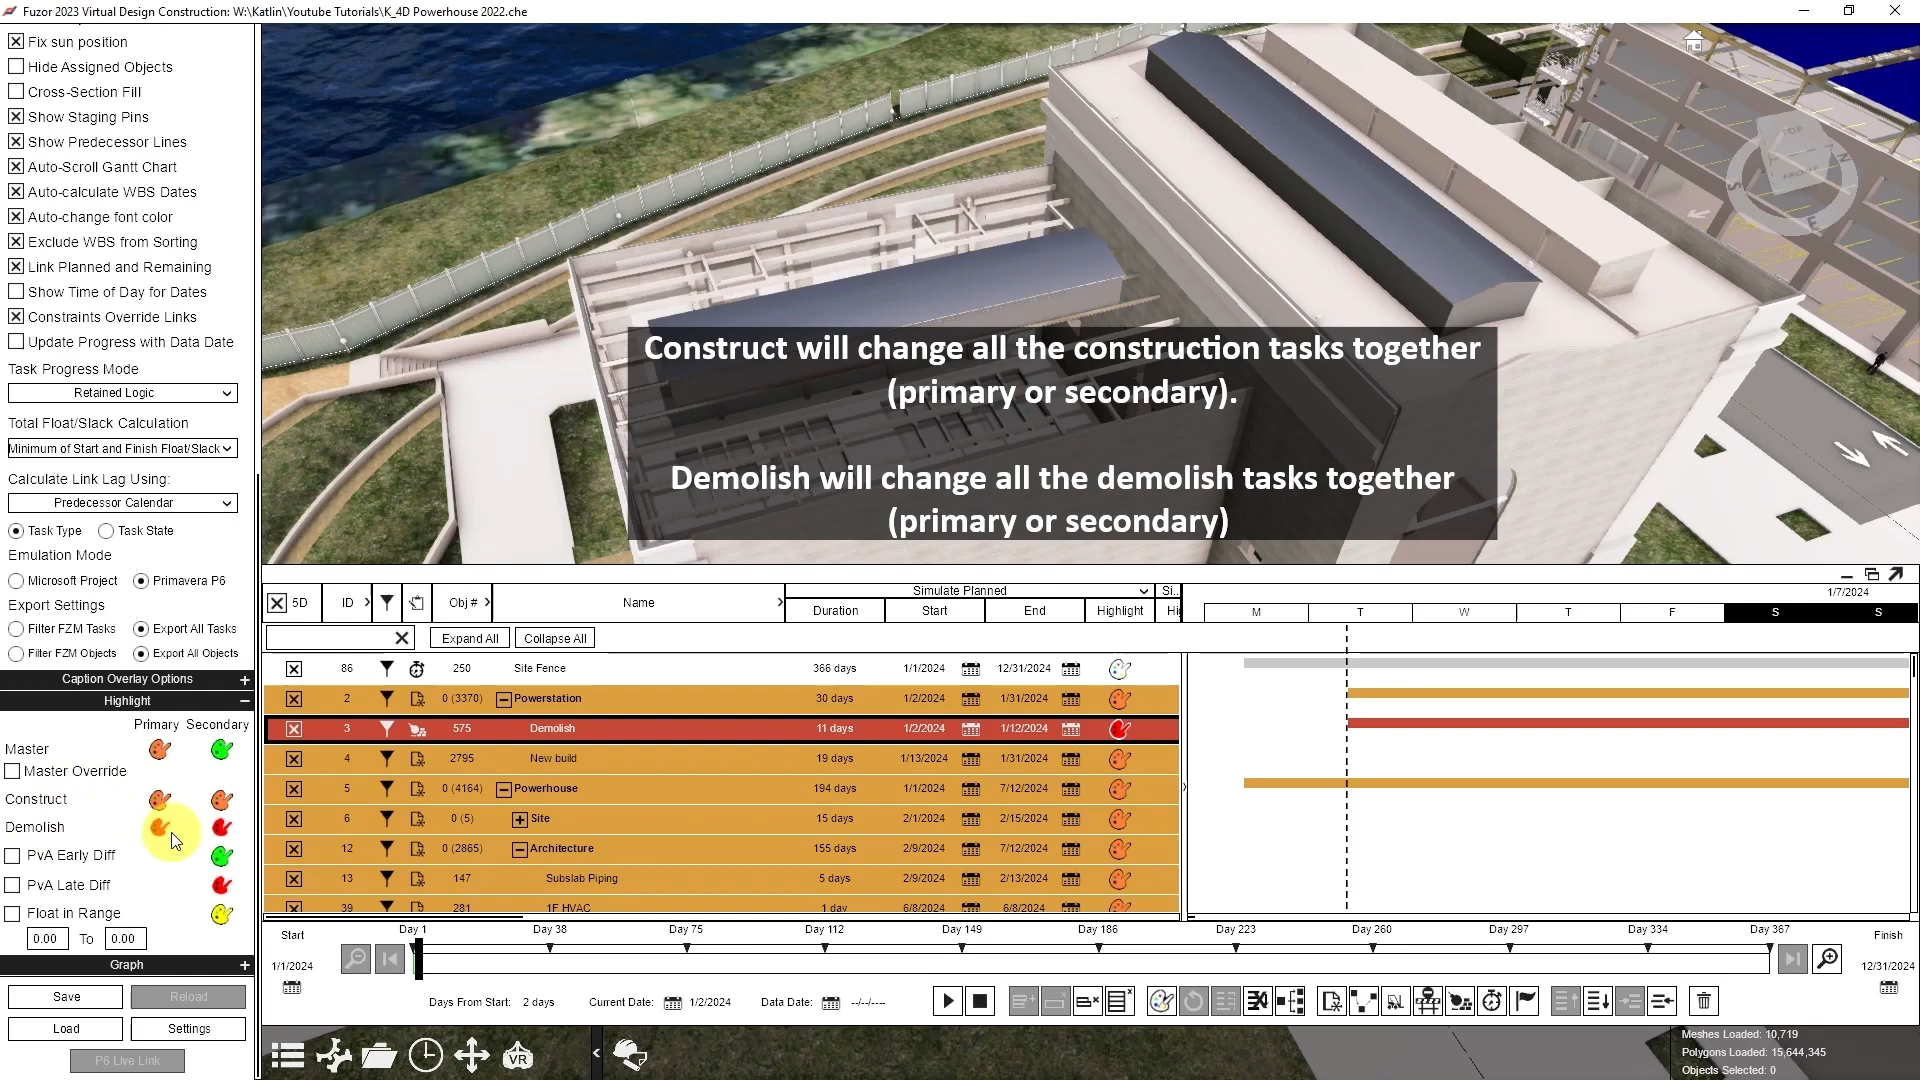 Fuzor 2023 Virtual Design Construction: W:\Katlin\Youtube Tutorials\K_4D Powerhouse 2022.che
Fix sun position
Hide Assigned Objects
Cross-Section Fill
Show Staging Pins
Show Predecessor Lines
Auto-Scroll Gantt Chart
Auto-calculate WBS Dates
Auto-change font color
Exclude WBS from Sorting
Link Planned and Remaining
Show Time of Day for Dates
Constraints Override Links
Update Progress with Data Date
Task Progress Mode
Retained Logic
Total Float/Slack Calculation
Minimum of Start and Finish Float/Slack
Calculate Link Lag Using:
Predecessor Calendar
Task Type Task State
Emulation Mode
Microsoft Project Primavera P6
Export Settings
Filter FZM Tasks Export All Tasks
Filter FZM Objects Export All Objects
Caption Overlay Options +
Highlight −
Primary Secondary
Master
Master Override
Construct
Demolish
PvA Early Diff
PvA Late Diff
Float in Range
0.00 To 0.00
Graph +
Save Reload
Load Settings
P6 Live Link
TOP
FRONT
S
E
N
Construct will change all the construction tasks together
(primary or secondary).
Demolish will change all the demolish tasks together
(primary or secondary)
5D ID Obj # Name Simulate Planned Si..
Duration Start End Highlight Hi
1/7/2024
M T W T F S S
Expand All Collapse All
86 250 Site Fence 366 days 1/1/2024 12/31/2024
2 0 (3370) Powerstation 30 days 1/2/2024 1/31/2024
3 575 Demolish 11 days 1/2/2024 1/12/2024
4 2795 New build 19 days 1/13/2024 1/31/2024
5 0 (4164) Powerhouse 194 days 1/1/2024 7/12/2024
6 0 (5) Site 15 days 2/1/2024 2/15/2024
12 0 (2865) Architecture 155 days 2/9/2024 7/12/2024
13 147 Subslab Piping 5 days 2/9/2024 2/13/2024
39 281 1F HVAC 1 day 6/8/2024 6/8/2024
Start Day 1 Day 38 Day 75 Day 112 Day 149 Day 186 Day 223 Day 260 Day 297 Day 334 Day 367 Finish
1/1/2024 12/31/2024
Days From Start: 2 days Current Date: 1/2/2024 Data Date: --/--/----
VR
Meshes Loaded: 10,719
Polygons Loaded: 15,644,345
Objects Selected: 0